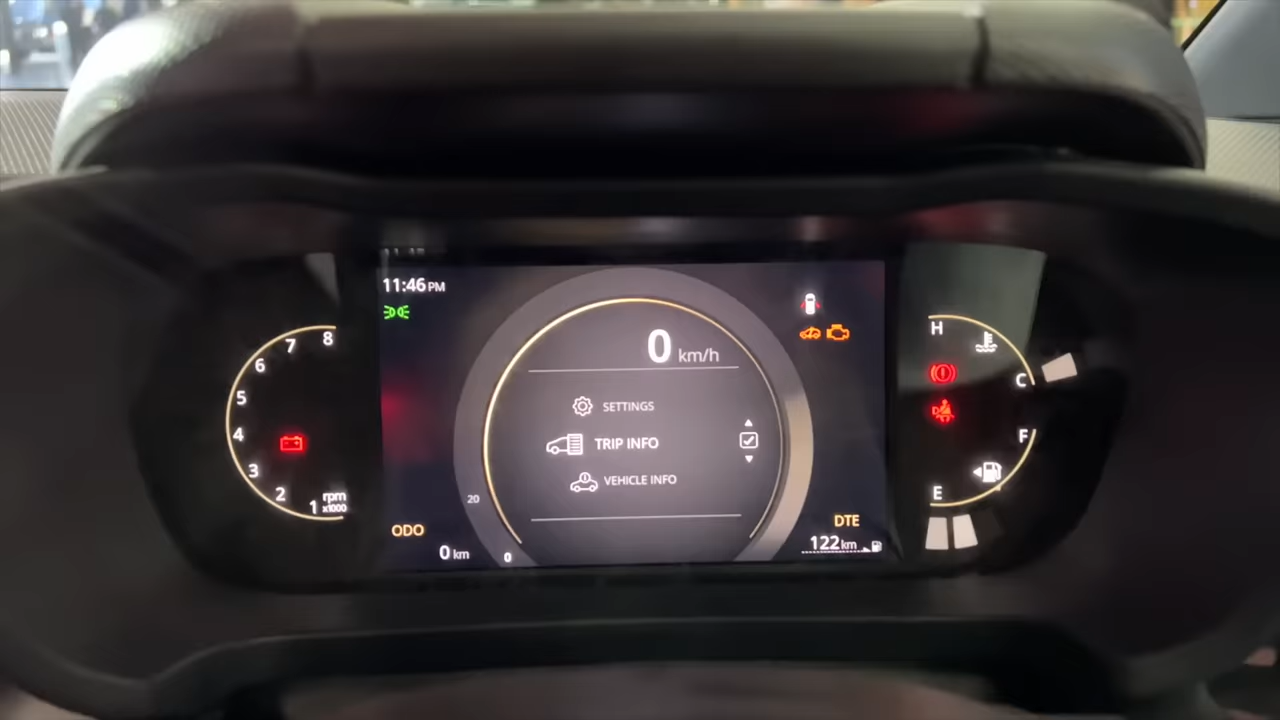 11:46 PM
8
7
6
5
4
3
2
1
rpm
x1000
0 km/h
SETTINGS
TRIP INFO
VEHICLE INFO
20
0
ODO
0 km
DTE
122 km
H
C
F
E